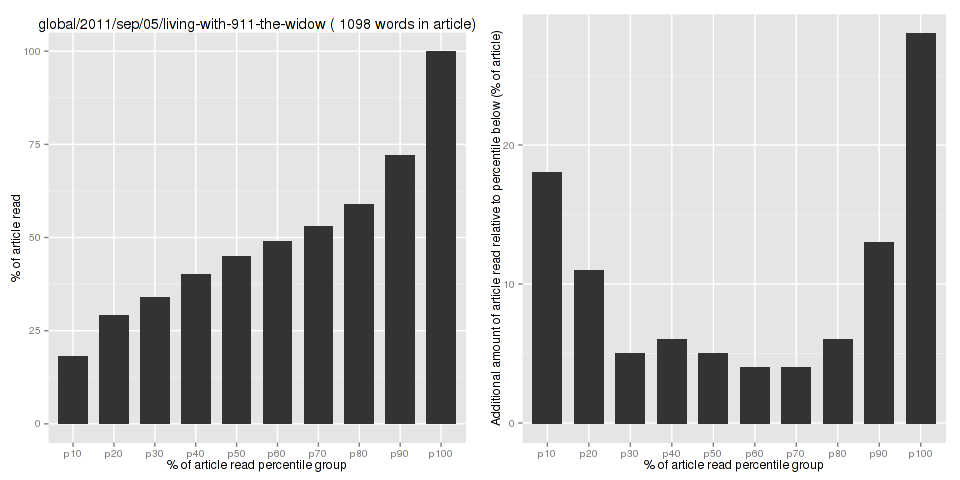 global/2011/sep/05/living-with-911-the-widow ( 1098 words in article)
% of article read
100
75
50
25
0
p10 p20 p30 p40 p50 p60 p70 p80 p90 p100
% of article read percentile group
Additional amount of article read relative to percentile below (% of article)
20
10
0
p10 p20 p30 p40 p50 p60 p70 p80 p90 p100
% of article read percentile group